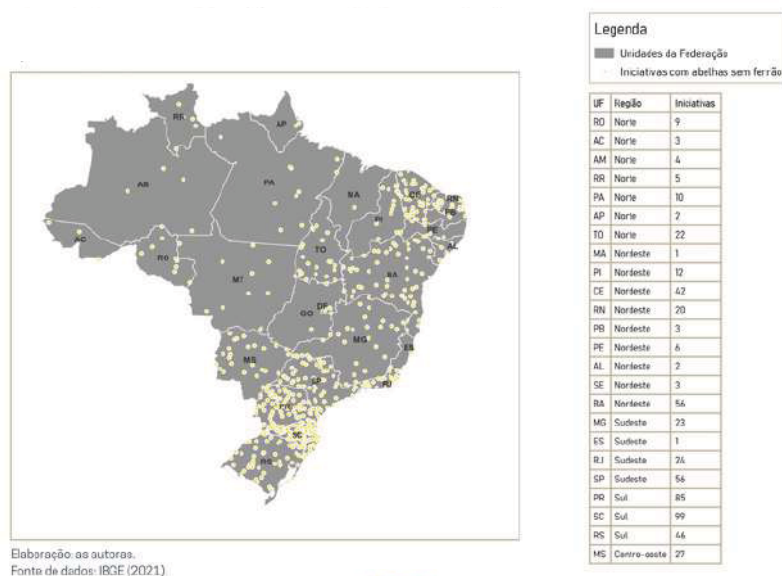 Legenda
Unidades da Federação
Iniciativas com abelhas sem ferrão
UF Região Iniciativas
RO Norte 9
AC Norte 3
AM Norte 4
RR Norte 5
PA Norte 10
AP Norte 2
TO Norte 22
MA Nordeste 1
PI Nordeste 12
CE Nordeste 42
RN Nordeste 20
PB Nordeste 3
PE Nordeste 6
AL Nordeste 2
SE Nordeste 3
BA Nordeste 56
MG Sudeste 23
ES Sudeste 1
RJ Sudeste 24
SP Sudeste 56
PR Sul 85
SC Sul 99
RS Sul 46
MS Centro-oeste 27
RR
AP
AM
PA
MA
CE
RN
PB
PI
PE
AL
AC
TO
RO
BA
MT
DF
GO
MG
ES
MS
SP
RJ
PR
SC
RS
Elaboração: as autoras.
Fonte de dados: IBGE (2021)